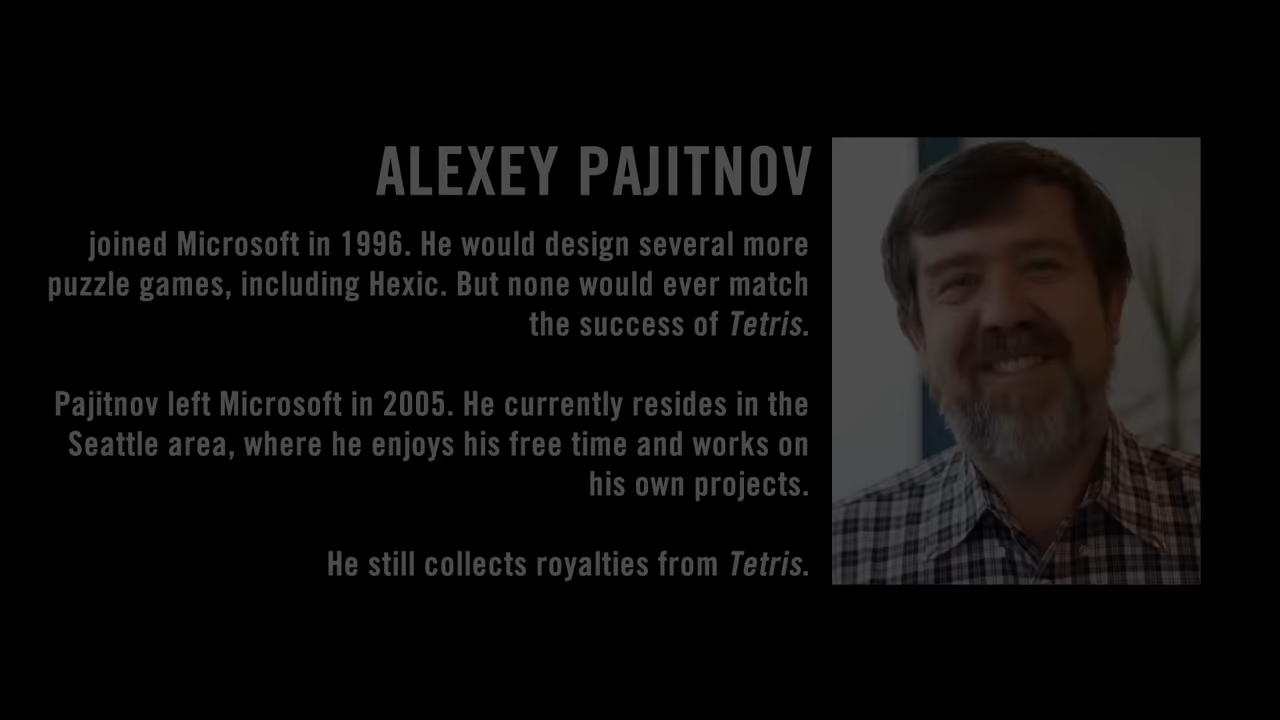 ALEXEY PAJITNOV
joined Microsoft in 1996. He would design several more
puzzle games, including Hexic. But none would ever match
the success of Tetris.
Pajitnov left Microsoft in 2005. He currently resides in the
Seattle area, where he enjoys his free time and works on
his own projects.
He still collects royalties from Tetris.